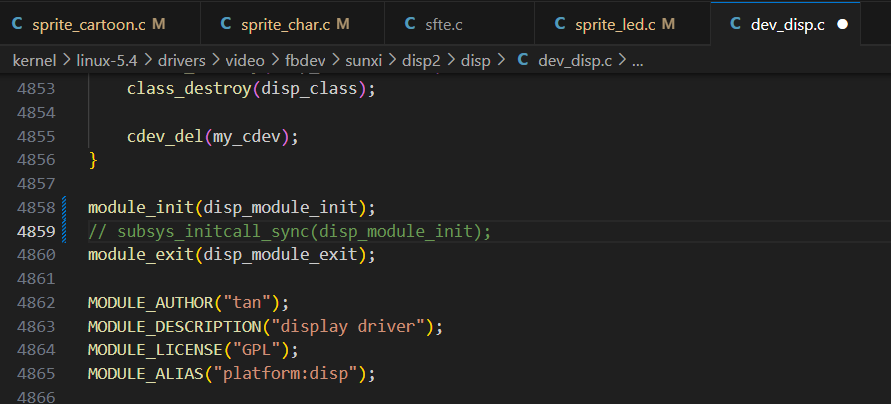 C sprite_cartoon.c M C sprite_char.c M C sfte.c C sprite_led.c M C dev_disp.c ●
kernel > linux-5.4 > drivers > video > fbdev > sunxi > disp2 > disp > C dev_disp.c > ...
4853 class_destroy(disp_class);
4854
4855 cdev_del(my_cdev);
4856 }
4857
4858 module_init(disp_module_init);
4859 // subsys_initcall_sync(disp_module_init);
4860 module_exit(disp_module_exit);
4861
4862 MODULE_AUTHOR("tan");
4863 MODULE_DESCRIPTION("display driver");
4864 MODULE_LICENSE("GPL");
4865 MODULE_ALIAS("platform:disp");
4866